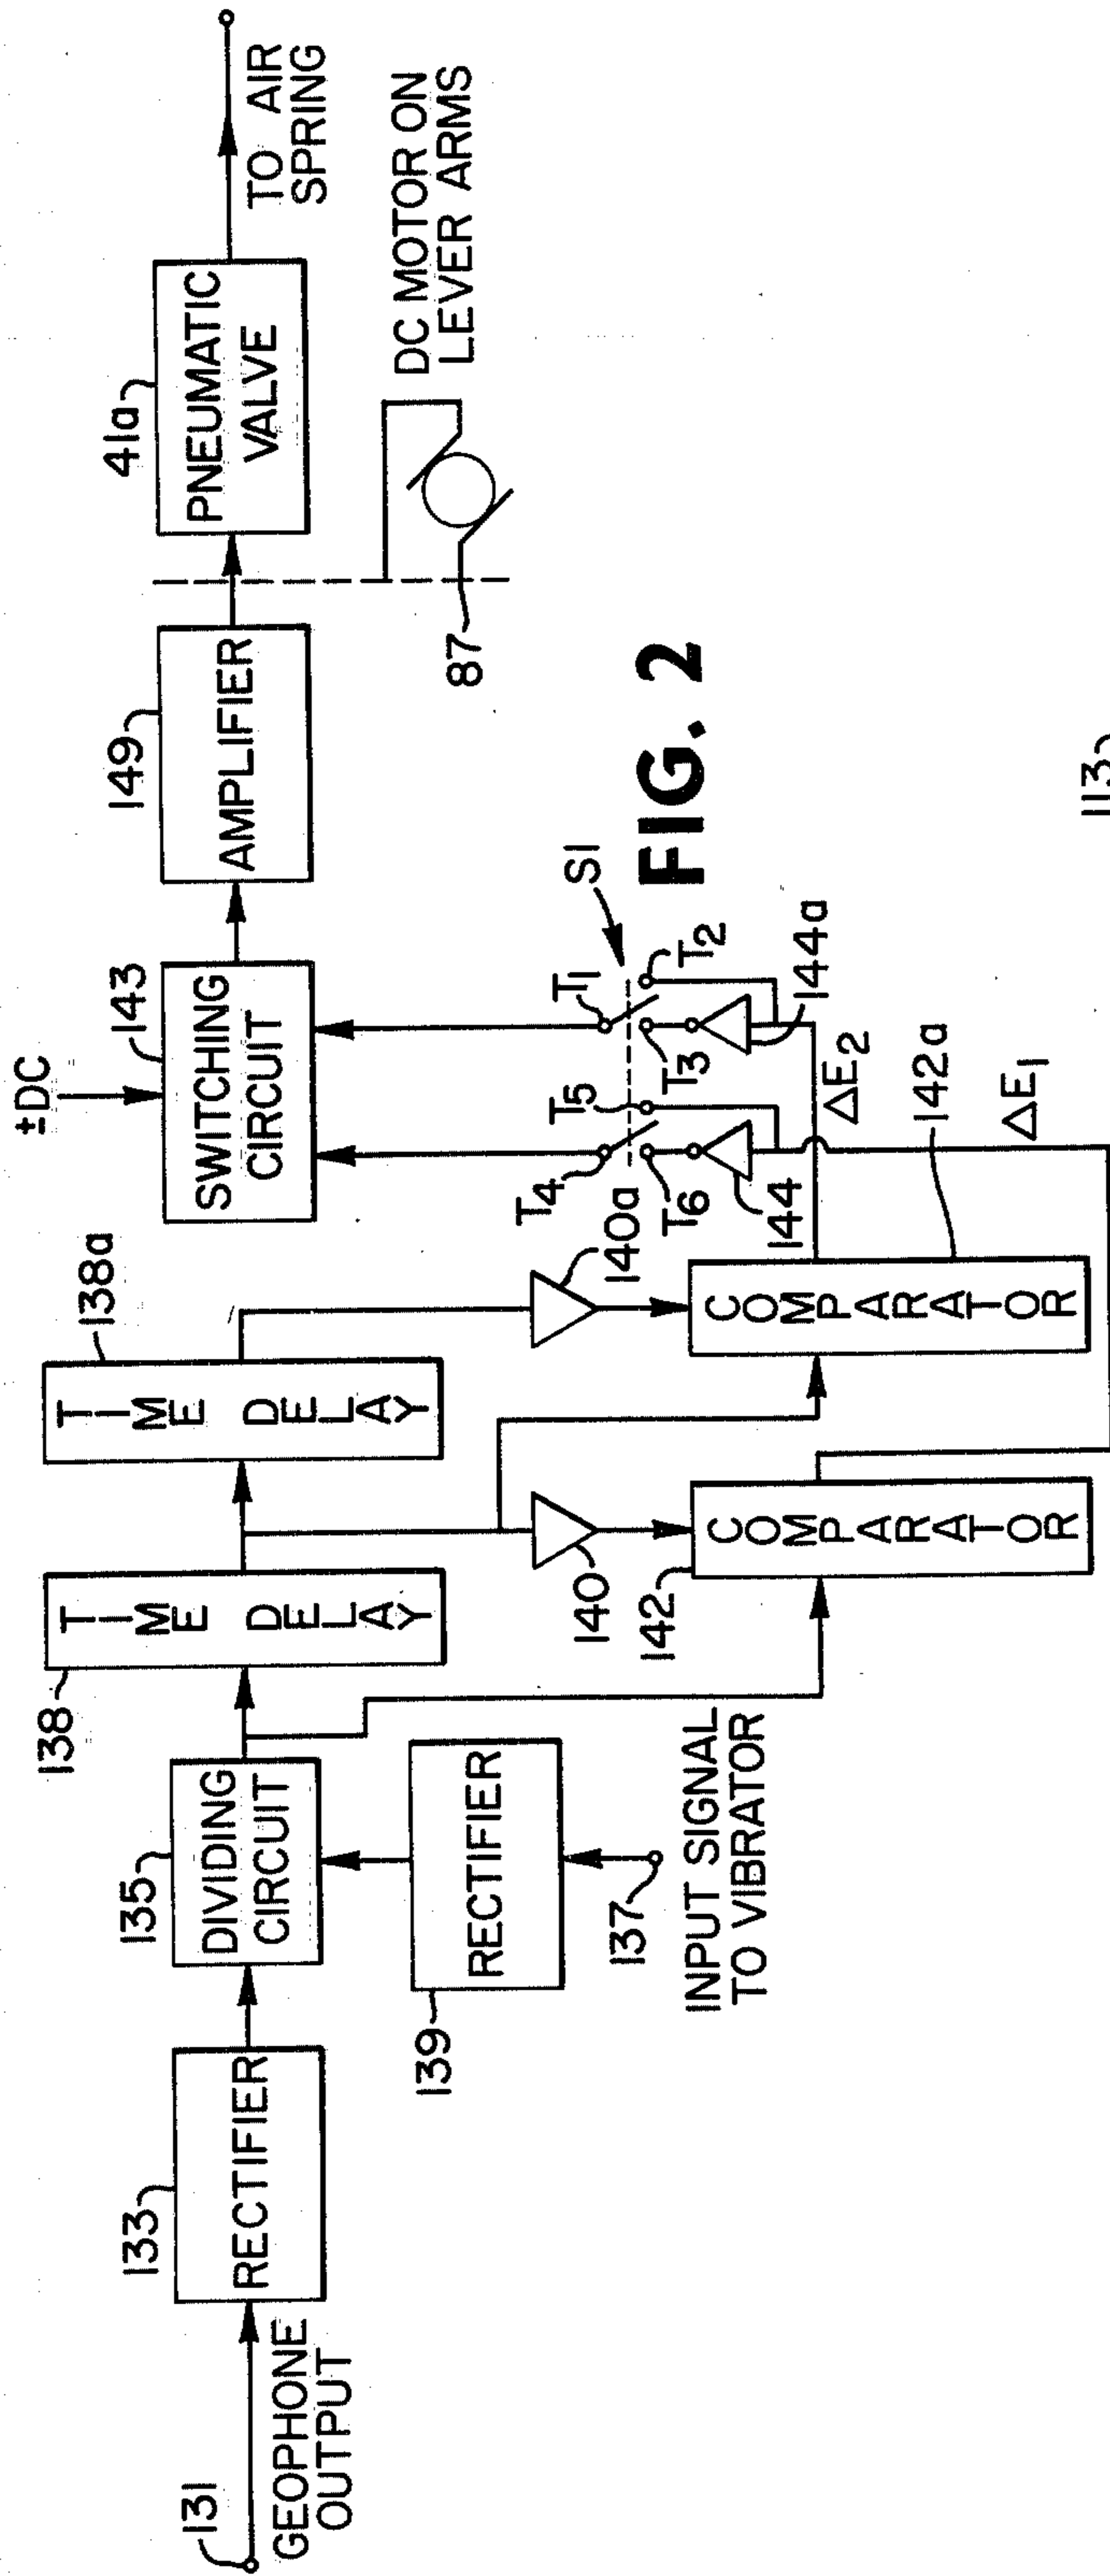 131
GEOPHONE
OUTPUT
133
RECTIFIER
135
DIVIDING
CIRCUIT
139
RECTIFIER
137
INPUT SIGNAL
TO VIBRATOR
138
TIME DELAY
138a
TIME DELAY
140
140a
142
COMPARATOR
142a
COMPARATOR
ΔE1
ΔE2
144
144a
T4
T5
T6
T1
T2
T3
S1
±DC
143
SWITCHING
CIRCUIT
149
AMPLIFIER
41a
PNEUMATIC
VALVE
TO AIR
SPRING
87
DC MOTOR ON
LEVER ARMS
FIG. 2
113